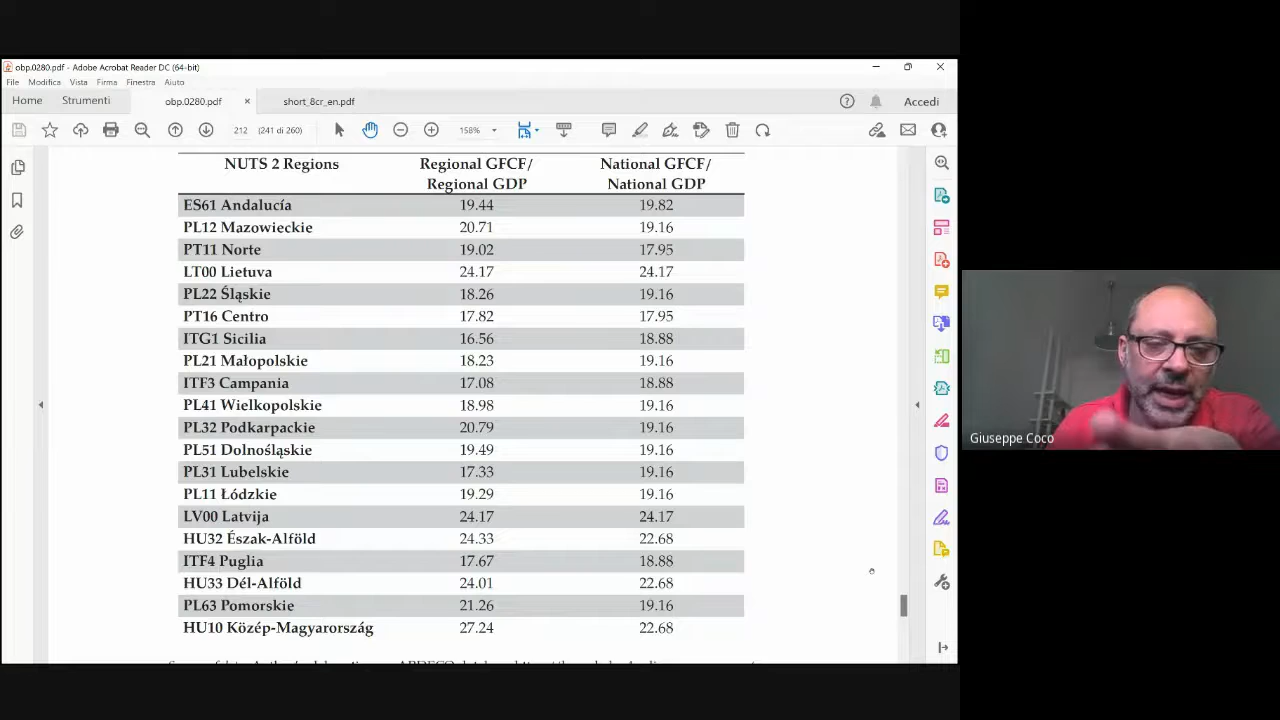 obp.0280.pdf - Adobe Acrobat Reader DC (64-bit)
File Modifica Vista Firma Finestra Aiuto
Home Strumenti obp.0280.pdf × short_8cr_en.pdf Accedi
212 (241 di 260) 158%
NUTS 2 Regions Regional GFCF/ National GFCF/
Regional GDP National GDP
ES61 Andalucía 19.44 19.82
PL12 Mazowieckie 20.71 19.16
PT11 Norte 19.02 17.95
LT00 Lietuva 24.17 24.17
PL22 Śląskie 18.26 19.16
PT16 Centro 17.82 17.95
ITG1 Sicilia 16.56 18.88
PL21 Małopolskie 18.23 19.16
ITF3 Campania 17.08 18.88
PL41 Wielkopolskie 18.98 19.16
PL32 Podkarpackie 20.79 19.16
PL51 Dolnośląskie 19.49 19.16
PL31 Lubelskie 17.33 19.16
PL11 Łódzkie 19.29 19.16
LV00 Latvija 24.17 24.17
HU32 Észak-Alföld 24.33 22.68
ITF4 Puglia 17.67 18.88
HU33 Dél-Alföld 24.01 22.68
PL63 Pomorskie 21.26 19.16
HU10 Közép-Magyarország 27.24 22.68
Giuseppe Coco